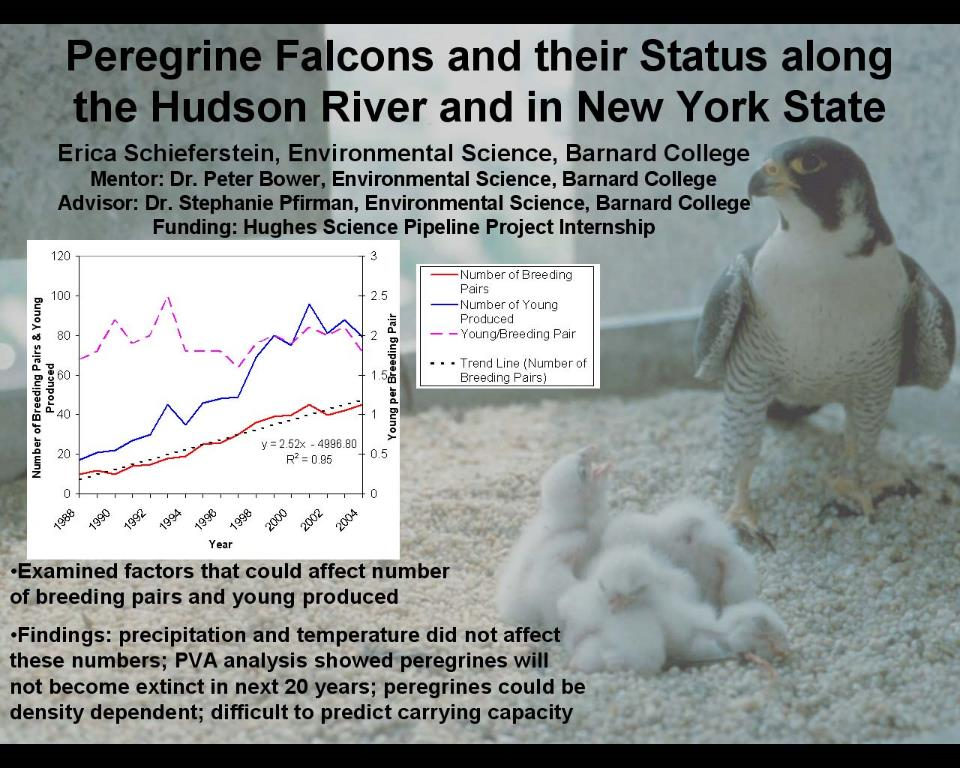 Peregrine Falcons and their Status along
the Hudson River and in New York State
Erica Schieferstein, Environmental Science, Barnard College
Mentor: Dr. Peter Bower, Environmental Science, Barnard College
Advisor: Dr. Stephanie Pfirman, Environmental Science, Barnard College
Funding: Hughes Science Pipeline Project Internship
Number of Breeding Pairs & Young
Produced
120
100
80
60
40
20
0
3
2.5
2
1.5
1
0.5
0
Young per Breeding Pair
y = 2.52x - 4996.80
R² = 0.95
1988 1990 1992 1994 1996 1998 2000 2002 2004
Year
Number of Breeding
Pairs
Number of Young
Produced
Young/Breeding Pair
Trend Line (Number of
Breeding Pairs)
•Examined factors that could affect number
of breeding pairs and young produced
•Findings: precipitation and temperature did not affect
these numbers; PVA analysis showed peregrines will
not become extinct in next 20 years; peregrines could be
density dependent; difficult to predict carrying capacity